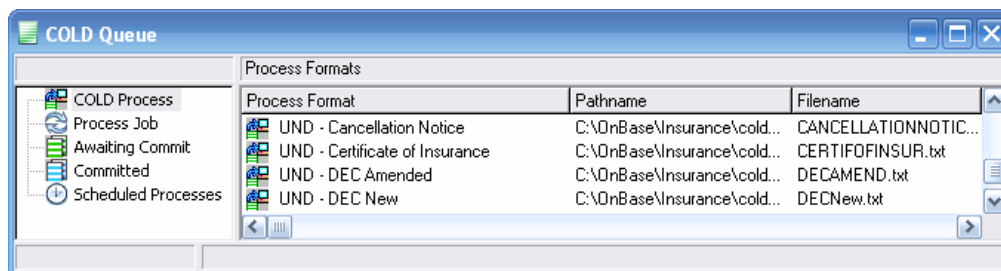 COLD Queue
Process Formats
COLD Process
Process Job
Awaiting Commit
Committed
Scheduled Processes
Process Format Pathname Filename
UND - Cancellation Notice C:\OnBase\Insurance\cold... CANCELLATIONNOTIC...
UND - Certificate of Insurance C:\OnBase\Insurance\cold... CERTIFOFINSUR.txt
UND - DEC Amended C:\OnBase\Insurance\cold... DECAMEND.txt
UND - DEC New C:\OnBase\Insurance\cold... DECNew.txt